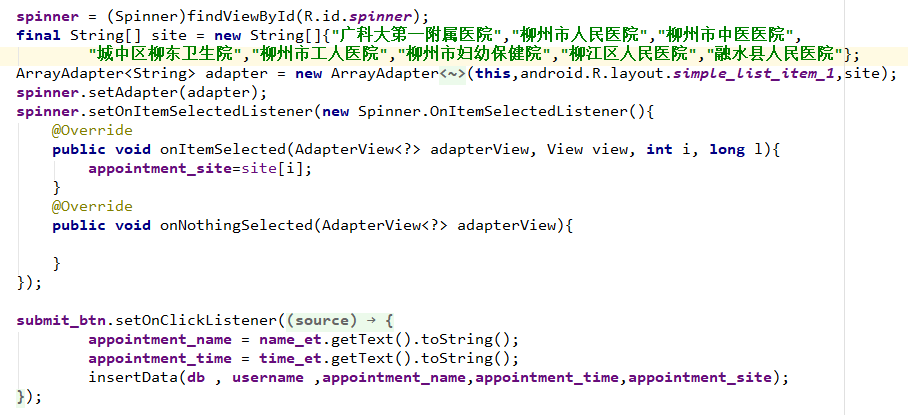 spinner = (Spinner)findViewById(R.id.spinner);
final String[] site = new String[]{"广科大第一附属医院","柳州市人民医院","柳州市中医医院",
        "城中区柳东卫生院","柳州市工人医院","柳州市妇幼保健院","柳江区人民医院","融水县人民医院"};
ArrayAdapter<String> adapter = new ArrayAdapter<~>(this,android.R.layout.simple_list_item_1,site);
spinner.setAdapter(adapter);
spinner.setOnItemSelectedListener(new Spinner.OnItemSelectedListener(){
    @Override
    public void onItemSelected(AdapterView<?> adapterView, View view, int i, long l){
        appointment_site=site[i];
    }
    @Override
    public void onNothingSelected(AdapterView<?> adapterView){
    }
});
submit_btn.setOnClickListener((source) → {
        appointment_name = name_et.getText().toString();
        appointment_time = time_et.getText().toString();
        insertData(db , username ,appointment_name,appointment_time,appointment_site);
});